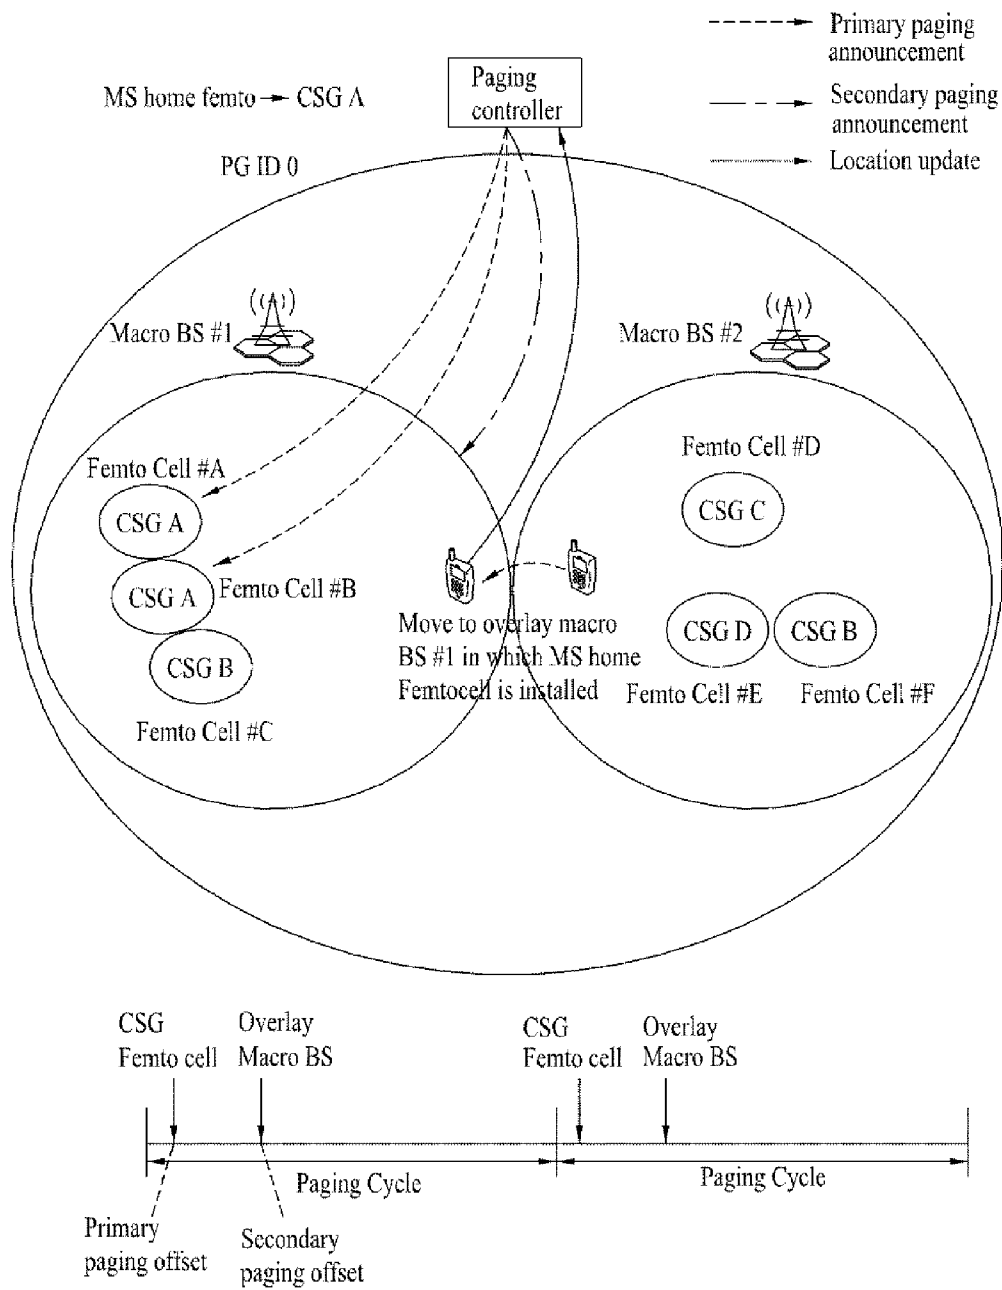 Primary paging
announcement
Paging
controller
MS home femto → CSG A
Secondary paging
announcement
Location update
PG ID 0
Macro BS #1
Macro BS #2
Femto Cell #A
CSG A
Femto Cell #D
CSG C
CSG A
Femto Cell #B
CSG B
Femto Cell #C
Move to overlay macro
BS #1 in which MS home
Femtocell is installed
CSG D
CSG B
Femto Cell #E
Femto Cell #F
CSG
Femto cell
Overlay
Macro BS
CSG
Femto cell
Overlay
Macro BS
Paging Cycle
Paging Cycle
Primary
paging offset
Secondary
paging offset